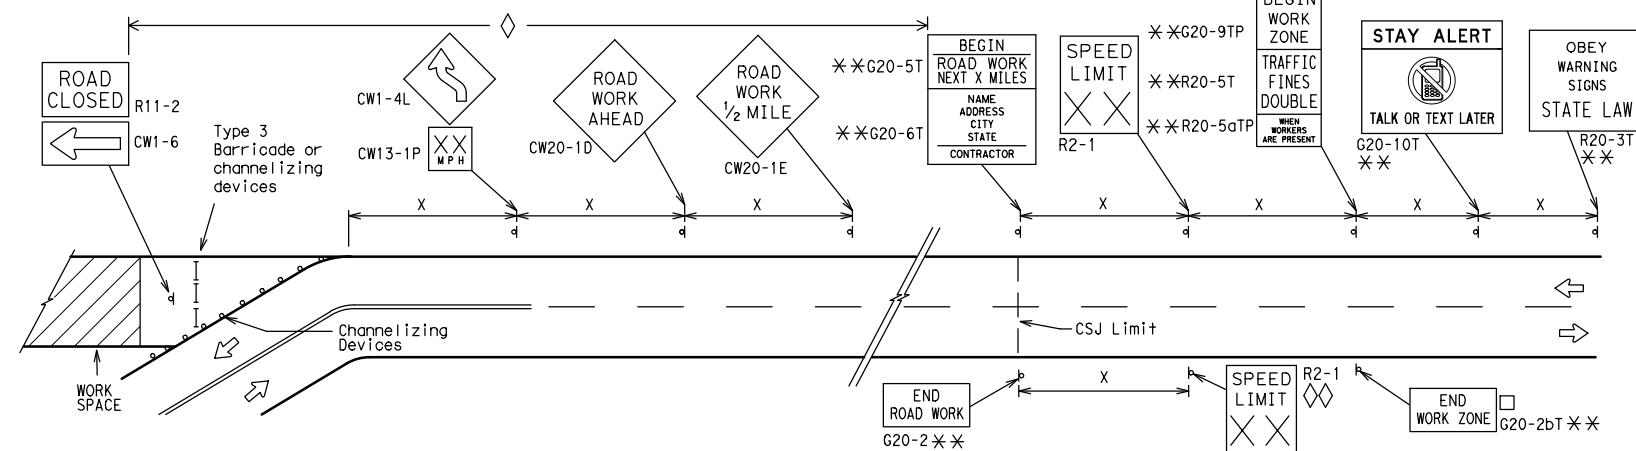 ROAD
CLOSED
R11-2
CW1-6
Type 3
Barricade or
channelizing
devices
CW1-4L
XX
MPH
CW13-1P
ROAD
WORK
AHEAD
CW20-1D
ROAD
WORK
1/2 MILE
CW20-1E
**G20-5T
**G20-6T
BEGIN
ROAD WORK
NEXT X MILES
NAME
ADDRESS
CITY
STATE
CONTRACTOR
SPEED
LIMIT
XX
R2-1
**G20-9TP
**R20-5T
**R20-5aTP
BEGIN
WORK
ZONE
TRAFFIC
FINES
DOUBLE
WHEN
WORKERS
ARE PRESENT
STAY ALERT
TALK OR TEXT LATER
G20-10T
**
OBEY
WARNING
SIGNS
STATE LAW
R20-3T
**
X
X
X
X
X
X
X
Channelizing
Devices
WORK
SPACE
CSJ Limit
END
ROAD WORK
G20-2 **
X
SPEED
LIMIT
XX
R2-1
END
WORK ZONE
G20-2bT **